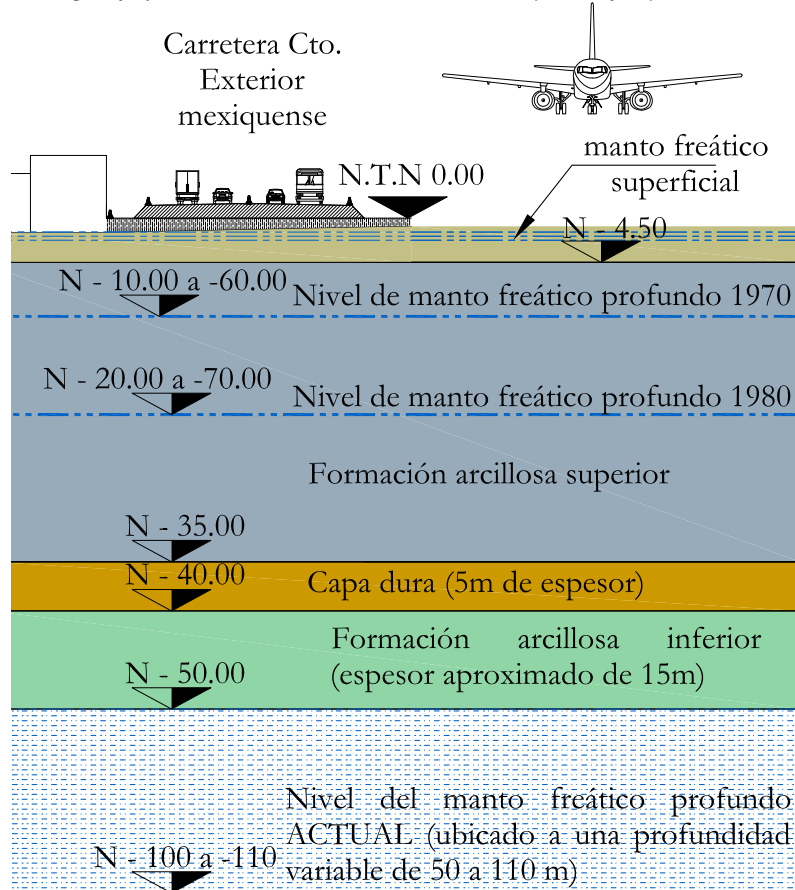 Carretera Cto.
Exterior
mexiquense
N.T.N 0.00
manto freático
superficial
N - 4.50
N - 10.00 a -60.00
Nivel de manto freático profundo 1970
N - 20.00 a -70.00
Nivel de manto freático profundo 1980
Formación arcillosa superior
N - 35.00
N - 40.00
Capa dura (5m de espesor)
Formación arcillosa inferior
(espesor aproximado de 15m)
N - 50.00
Nivel del manto freático profundo
ACTUAL (ubicado a una profundidad
variable de 50 a 110 m)
N - 100 a -110